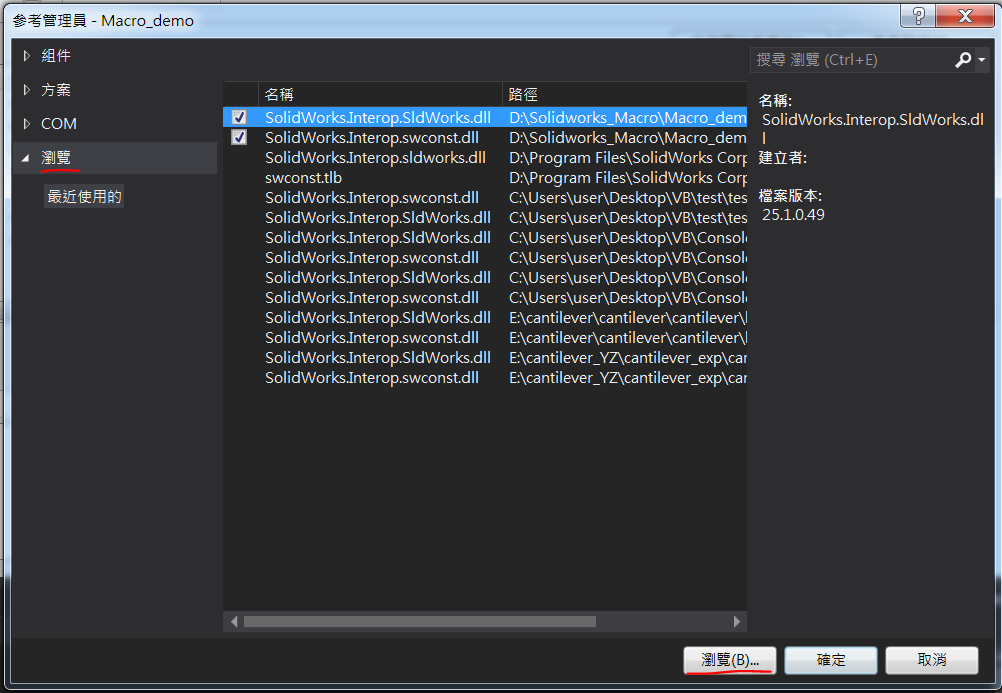 參考管理員 - Macro_demo
組件
方案
COM
瀏覽
最近使用的
名稱 路徑
SolidWorks.Interop.SldWorks.dll D:\Solidworks_Macro\Macro_dem
SolidWorks.Interop.swconst.dll D:\Solidworks_Macro\Macro_dem
SolidWorks.Interop.sldworks.dll D:\Program Files\SolidWorks Corp
swconst.tlb D:\Program Files\SolidWorks Corp
SolidWorks.Interop.swconst.dll C:\Users\user\Desktop\VB\test\tes
SolidWorks.Interop.SldWorks.dll C:\Users\user\Desktop\VB\test\tes
SolidWorks.Interop.SldWorks.dll C:\Users\user\Desktop\VB\Consol
SolidWorks.Interop.swconst.dll C:\Users\user\Desktop\VB\Consol
SolidWorks.Interop.SldWorks.dll C:\Users\user\Desktop\VB\Consol
SolidWorks.Interop.swconst.dll C:\Users\user\Desktop\VB\Consol
SolidWorks.Interop.SldWorks.dll E:\cantilever\cantilever\cantilever\
SolidWorks.Interop.swconst.dll E:\cantilever\cantilever\cantilever\
SolidWorks.Interop.SldWorks.dll E:\cantilever_YZ\cantilever_exp\car
SolidWorks.Interop.swconst.dll E:\cantilever_YZ\cantilever_exp\car
搜尋 瀏覽 (Ctrl+E)
名稱:
SolidWorks.Interop.SldWorks.dl
l
建立者:
檔案版本:
25.1.0.49
瀏覽(B)... 確定 取消